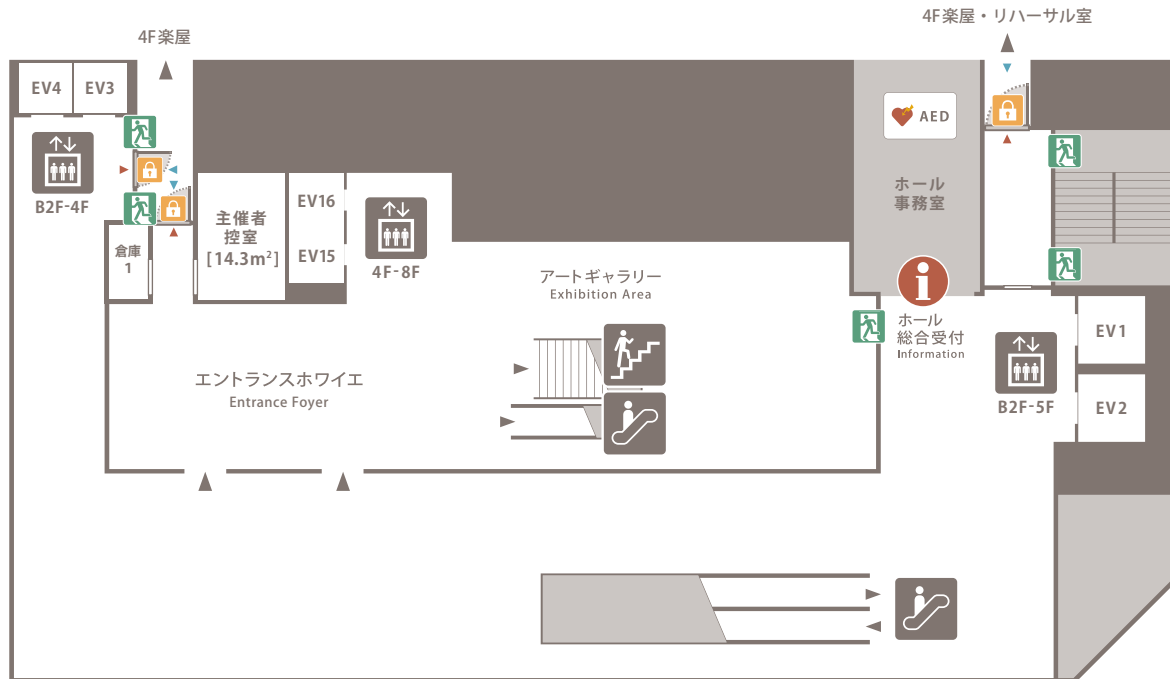 4F楽屋
4F楽屋・リハーサル室
EV4
EV3
B2F-4F
倉庫
1
主催者
控室
[14.3m²]
EV16
EV15
4F-8F
アートギャラリー
Exhibition Area
エントランスホワイエ
Entrance Foyer
AED
ホール
事務室
ホール
総合受付
Information
B2F-5F
EV1
EV2